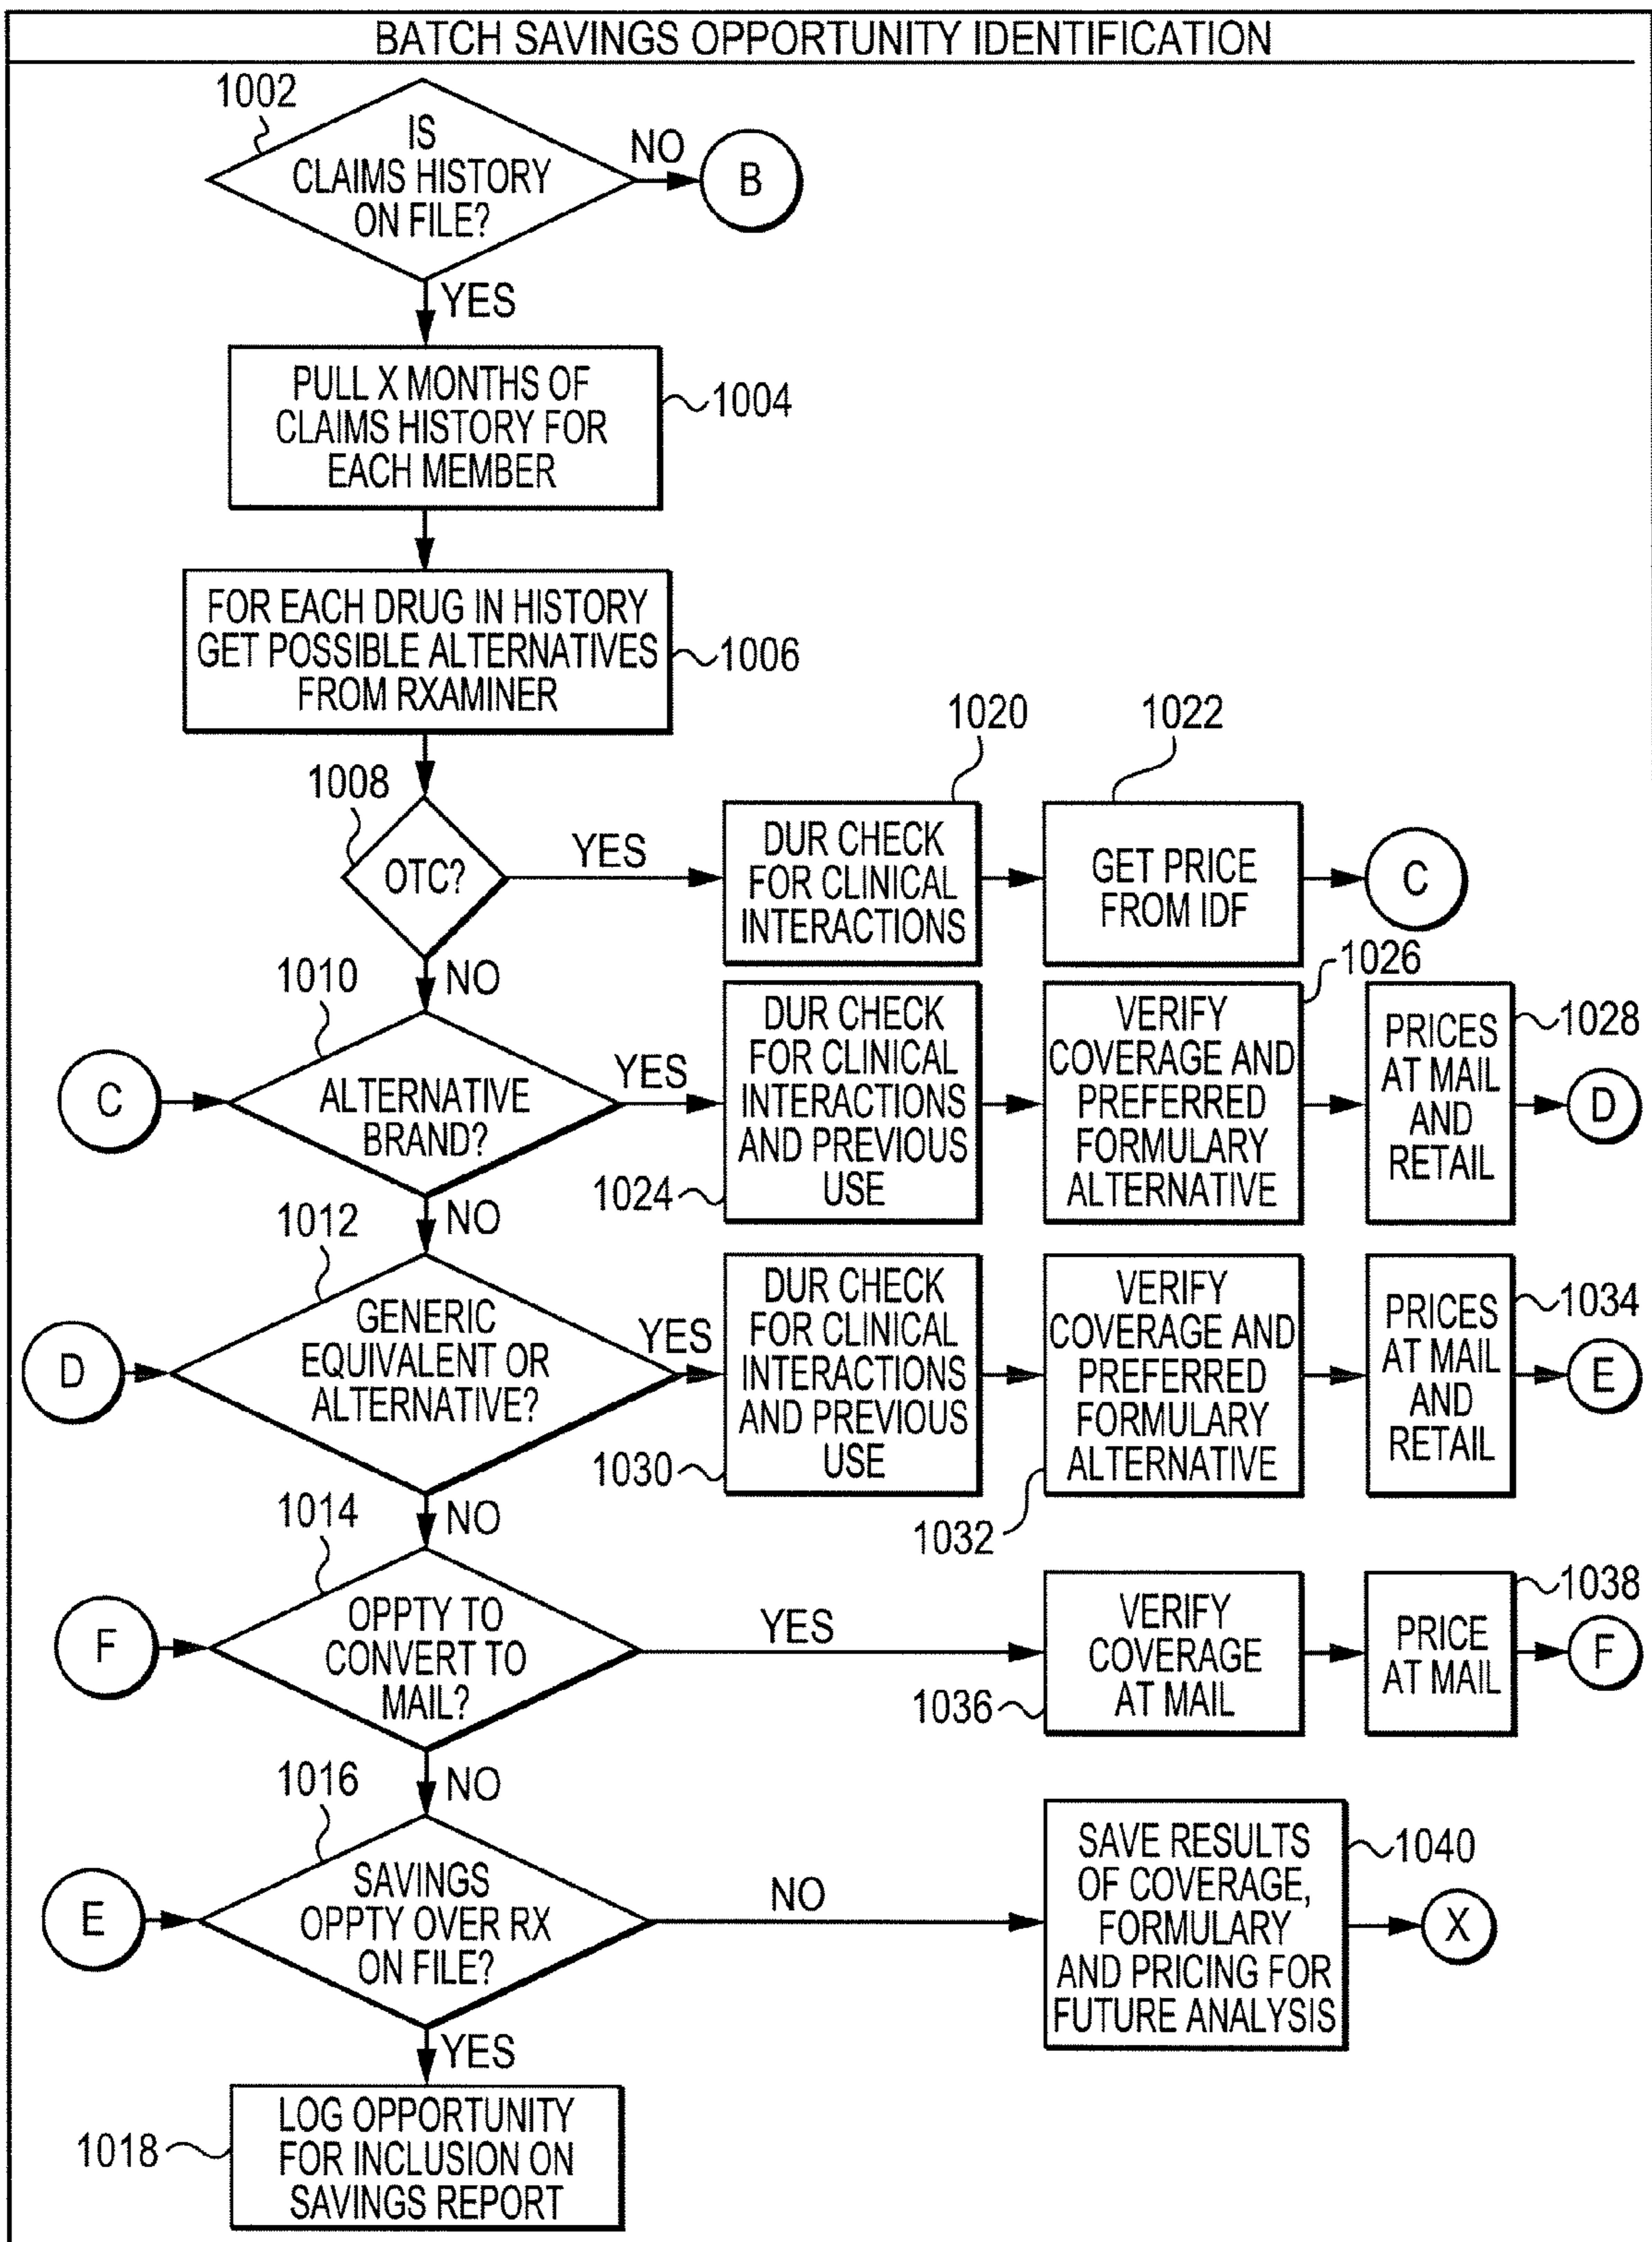 BATCH SAVINGS OPPORTUNITY IDENTIFICATION
1002
IS
CLAIMS HISTORY
ON FILE?
NO
B
YES
PULL X MONTHS OF
CLAIMS HISTORY FOR
EACH MEMBER
1004
FOR EACH DRUG IN HISTORY
GET POSSIBLE ALTERNATIVES
FROM RXAMINER
1006
1008
OTC?
YES
1020
DUR CHECK
FOR CLINICAL
INTERACTIONS
1022
GET PRICE
FROM IDF
C
NO
1010
C
ALTERNATIVE
BRAND?
YES
DUR CHECK
FOR CLINICAL
INTERACTIONS
AND PREVIOUS
USE
1024
VERIFY
COVERAGE AND
PREFERRED
FORMULARY
ALTERNATIVE
1026
PRICES
AT MAIL
AND
RETAIL
1028
D
NO
1012
D
GENERIC
EQUIVALENT OR
ALTERNATIVE?
YES
DUR CHECK
FOR CLINICAL
INTERACTIONS
AND PREVIOUS
USE
1030
VERIFY
COVERAGE AND
PREFERRED
FORMULARY
ALTERNATIVE
1032
PRICES
AT MAIL
AND
RETAIL
1034
E
NO
1014
F
OPPTY TO
CONVERT TO
MAIL?
YES
VERIFY
COVERAGE
AT MAIL
1036
PRICE
AT MAIL
1038
F
NO
1016
E
SAVINGS
OPPTY OVER RX
ON FILE?
NO
SAVE RESULTS
OF COVERAGE,
FORMULARY
AND PRICING FOR
FUTURE ANALYSIS
1040
X
YES
LOG OPPORTUNITY
FOR INCLUSION ON
SAVINGS REPORT
1018